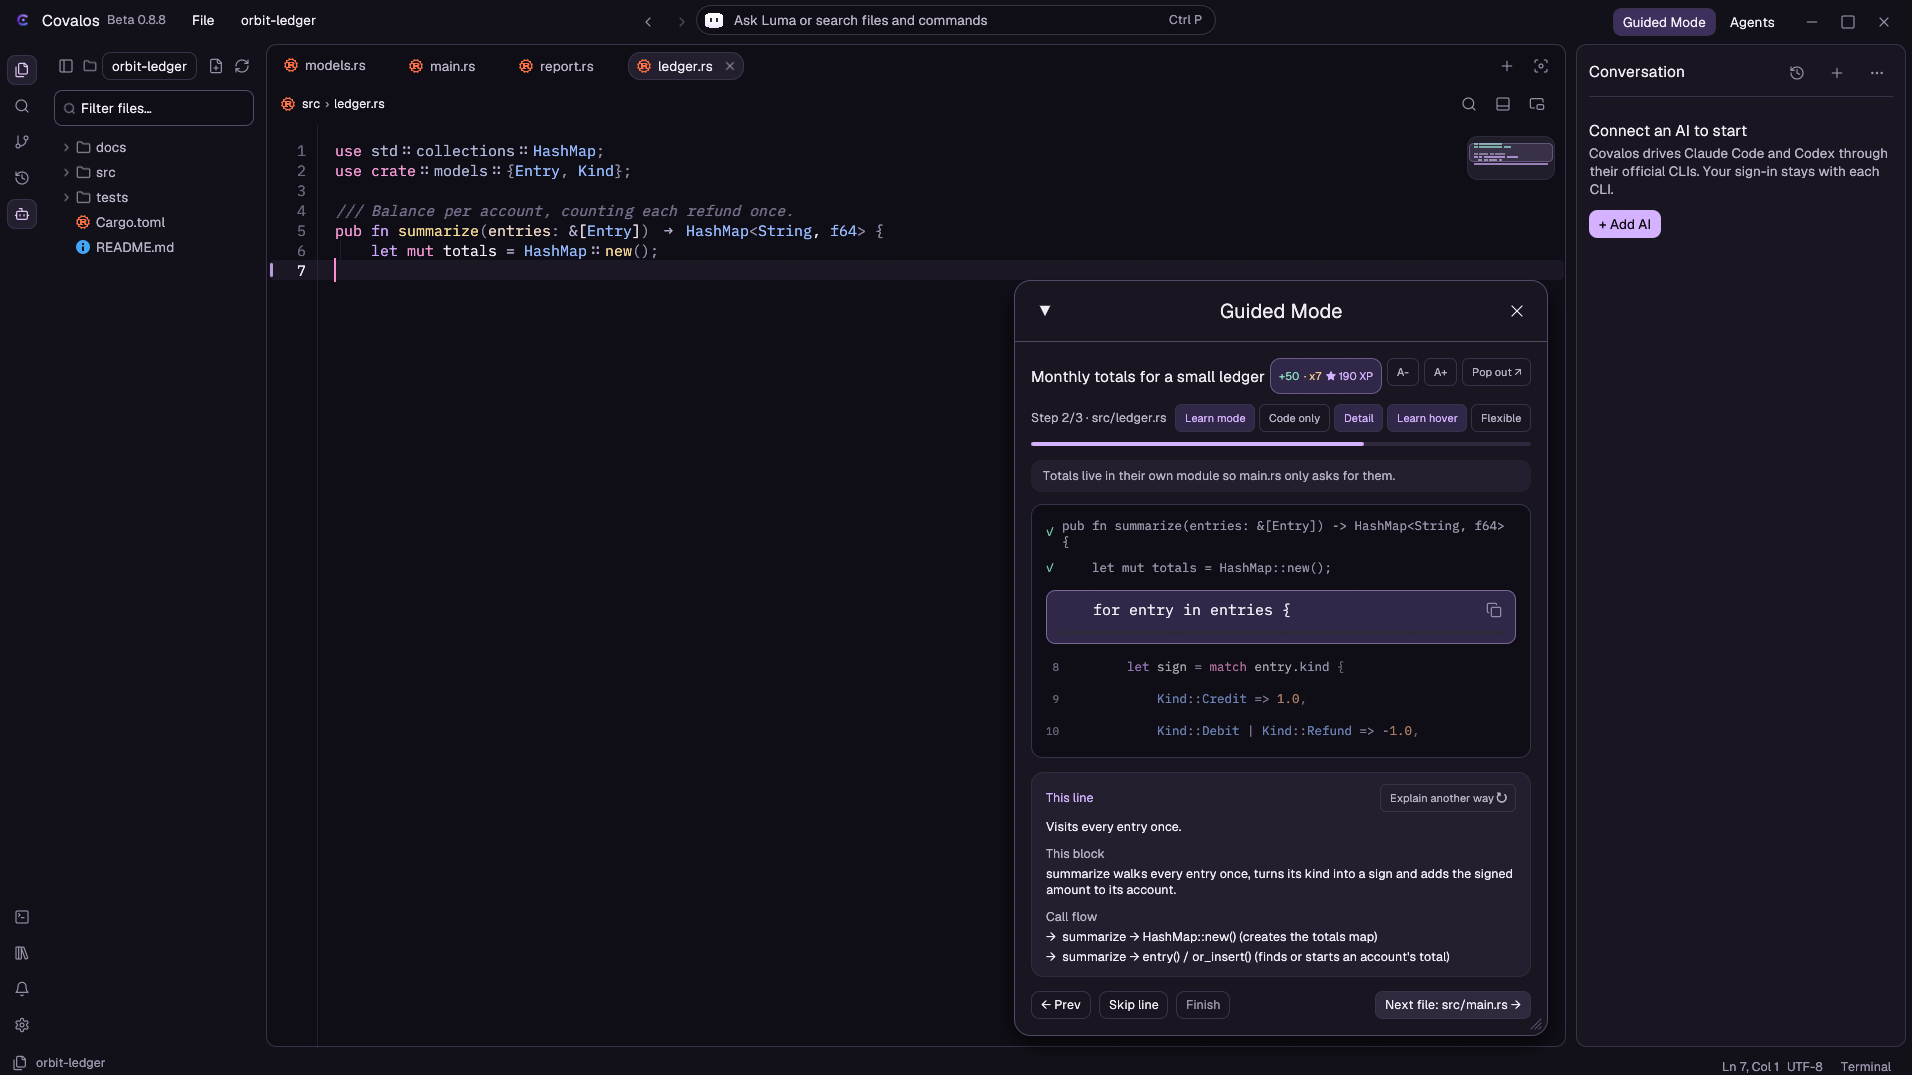 Covalos Beta 0.8.8 File orbit-ledger
Ask Luma or search files and commands Ctrl P
Guided Mode Agents
orbit-ledger
Filter files...
docs
src
tests
Cargo.toml
README.md
models.rs main.rs report.rs ledger.rs
src › ledger.rs
1 use std::collections::HashMap;
2 use crate::models::{Entry, Kind};
3
4 /// Balance per account, counting each refund once.
5 pub fn summarize(entries: &[Entry]) → HashMap<String, f64> {
6 let mut totals = HashMap::new();
7
Guided Mode
Monthly totals for a small ledger +50 · x7 ★ 190 XP A- A+ Pop out ↗
Step 2/3 · src/ledger.rs Learn mode Code only Detail Learn hover Flexible
Totals live in their own module so main.rs only asks for them.
✓ pub fn summarize(entries: &[Entry]) -> HashMap<String, f64>
{
✓ let mut totals = HashMap::new();
for entry in entries {
8 let sign = match entry.kind {
9 Kind::Credit => 1.0,
10 Kind::Debit | Kind::Refund => -1.0,
This line Explain another way ↻
Visits every entry once.
This block
summarize walks every entry once, turns its kind into a sign and adds the signed
amount to its account.
Call flow
→ summarize → HashMap::new() (creates the totals map)
→ summarize → entry() / or_insert() (finds or starts an account's total)
← Prev Skip line Finish Next file: src/main.rs →
Conversation
Connect an AI to start
Covalos drives Claude Code and Codex through
their official CLIs. Your sign-in stays with each
CLI.
+ Add AI
orbit-ledger
Ln 7, Col 1 UTF-8 Terminal